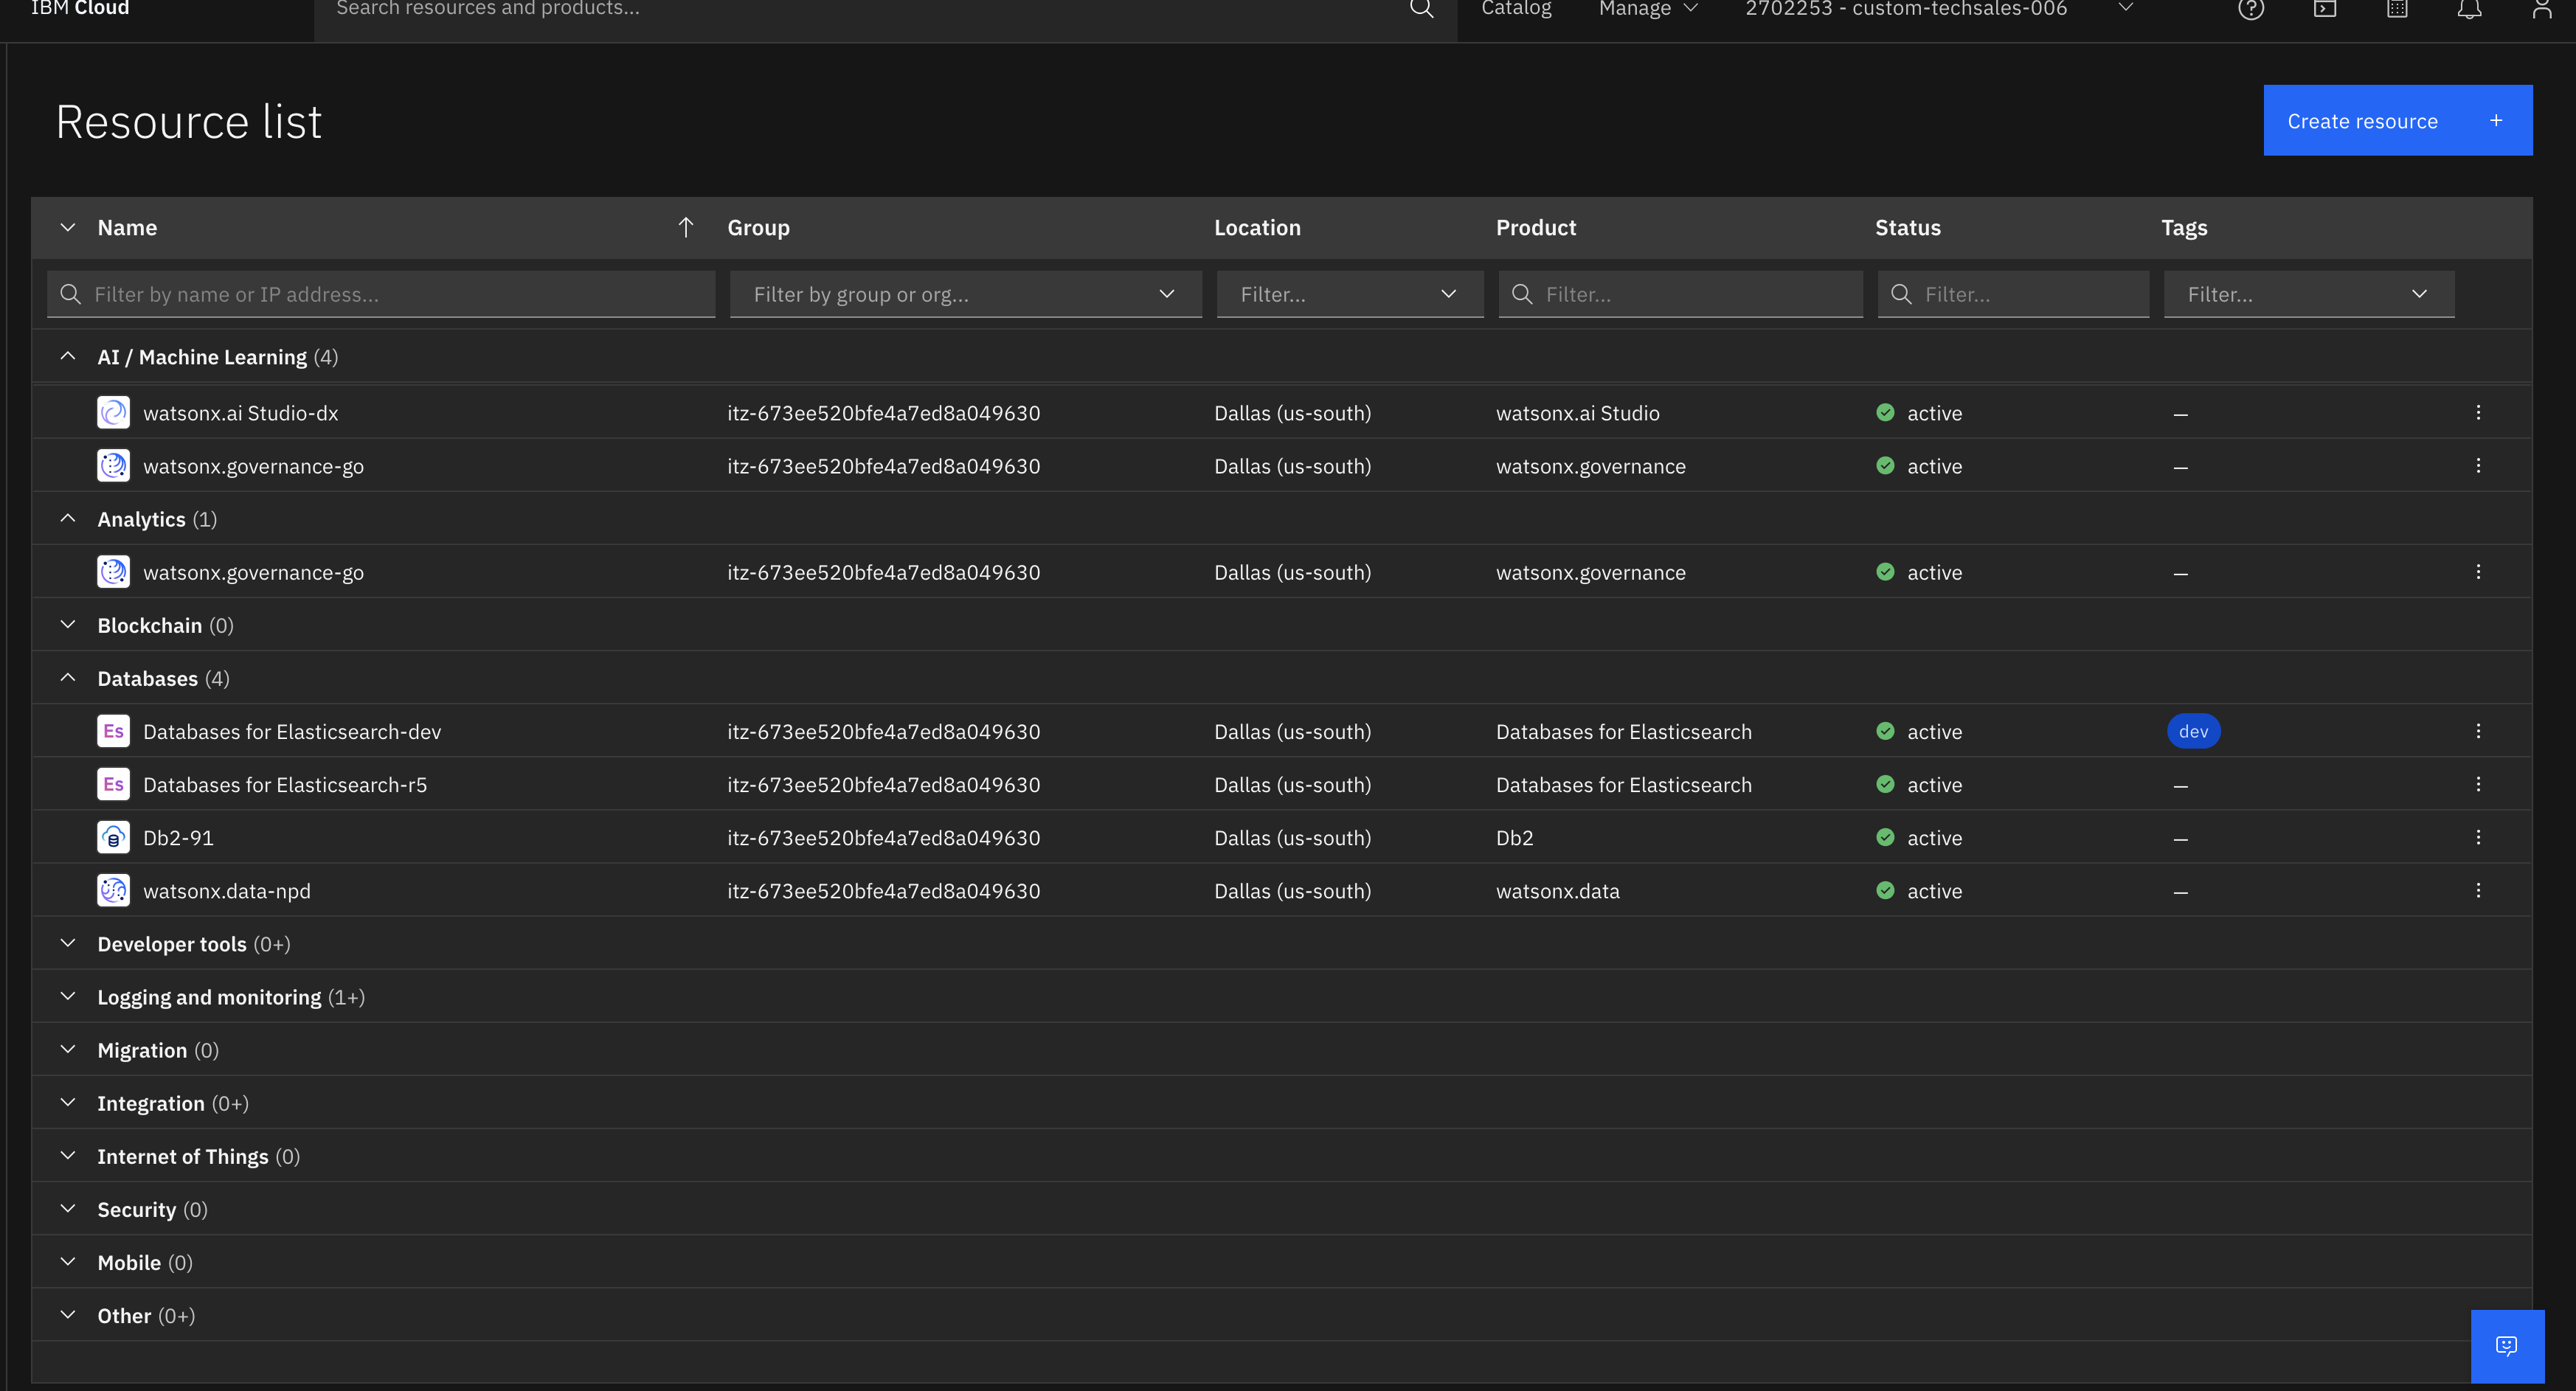 IBM Cloud Search resources and products... Catalog Manage 2702253 - custom-techsales-006
Resource list
Create resource +
Name Group Location Product Status Tags
Filter by name or IP address... Filter by group or org... Filter... Filter... Filter... Filter...
AI / Machine Learning (4)
watsonx.ai Studio-dx itz-673ee520bfe4a7ed8a049630 Dallas (us-south) watsonx.ai Studio active —
watsonx.governance-go itz-673ee520bfe4a7ed8a049630 Dallas (us-south) watsonx.governance active —
Analytics (1)
watsonx.governance-go itz-673ee520bfe4a7ed8a049630 Dallas (us-south) watsonx.governance active —
Blockchain (0)
Databases (4)
Es Databases for Elasticsearch-dev itz-673ee520bfe4a7ed8a049630 Dallas (us-south) Databases for Elasticsearch active dev
Es Databases for Elasticsearch-r5 itz-673ee520bfe4a7ed8a049630 Dallas (us-south) Databases for Elasticsearch active —
Db2-91 itz-673ee520bfe4a7ed8a049630 Dallas (us-south) Db2 active —
watsonx.data-npd itz-673ee520bfe4a7ed8a049630 Dallas (us-south) watsonx.data active —
Developer tools (0+)
Logging and monitoring (1+)
Migration (0)
Integration (0+)
Internet of Things (0)
Security (0)
Mobile (0)
Other (0+)